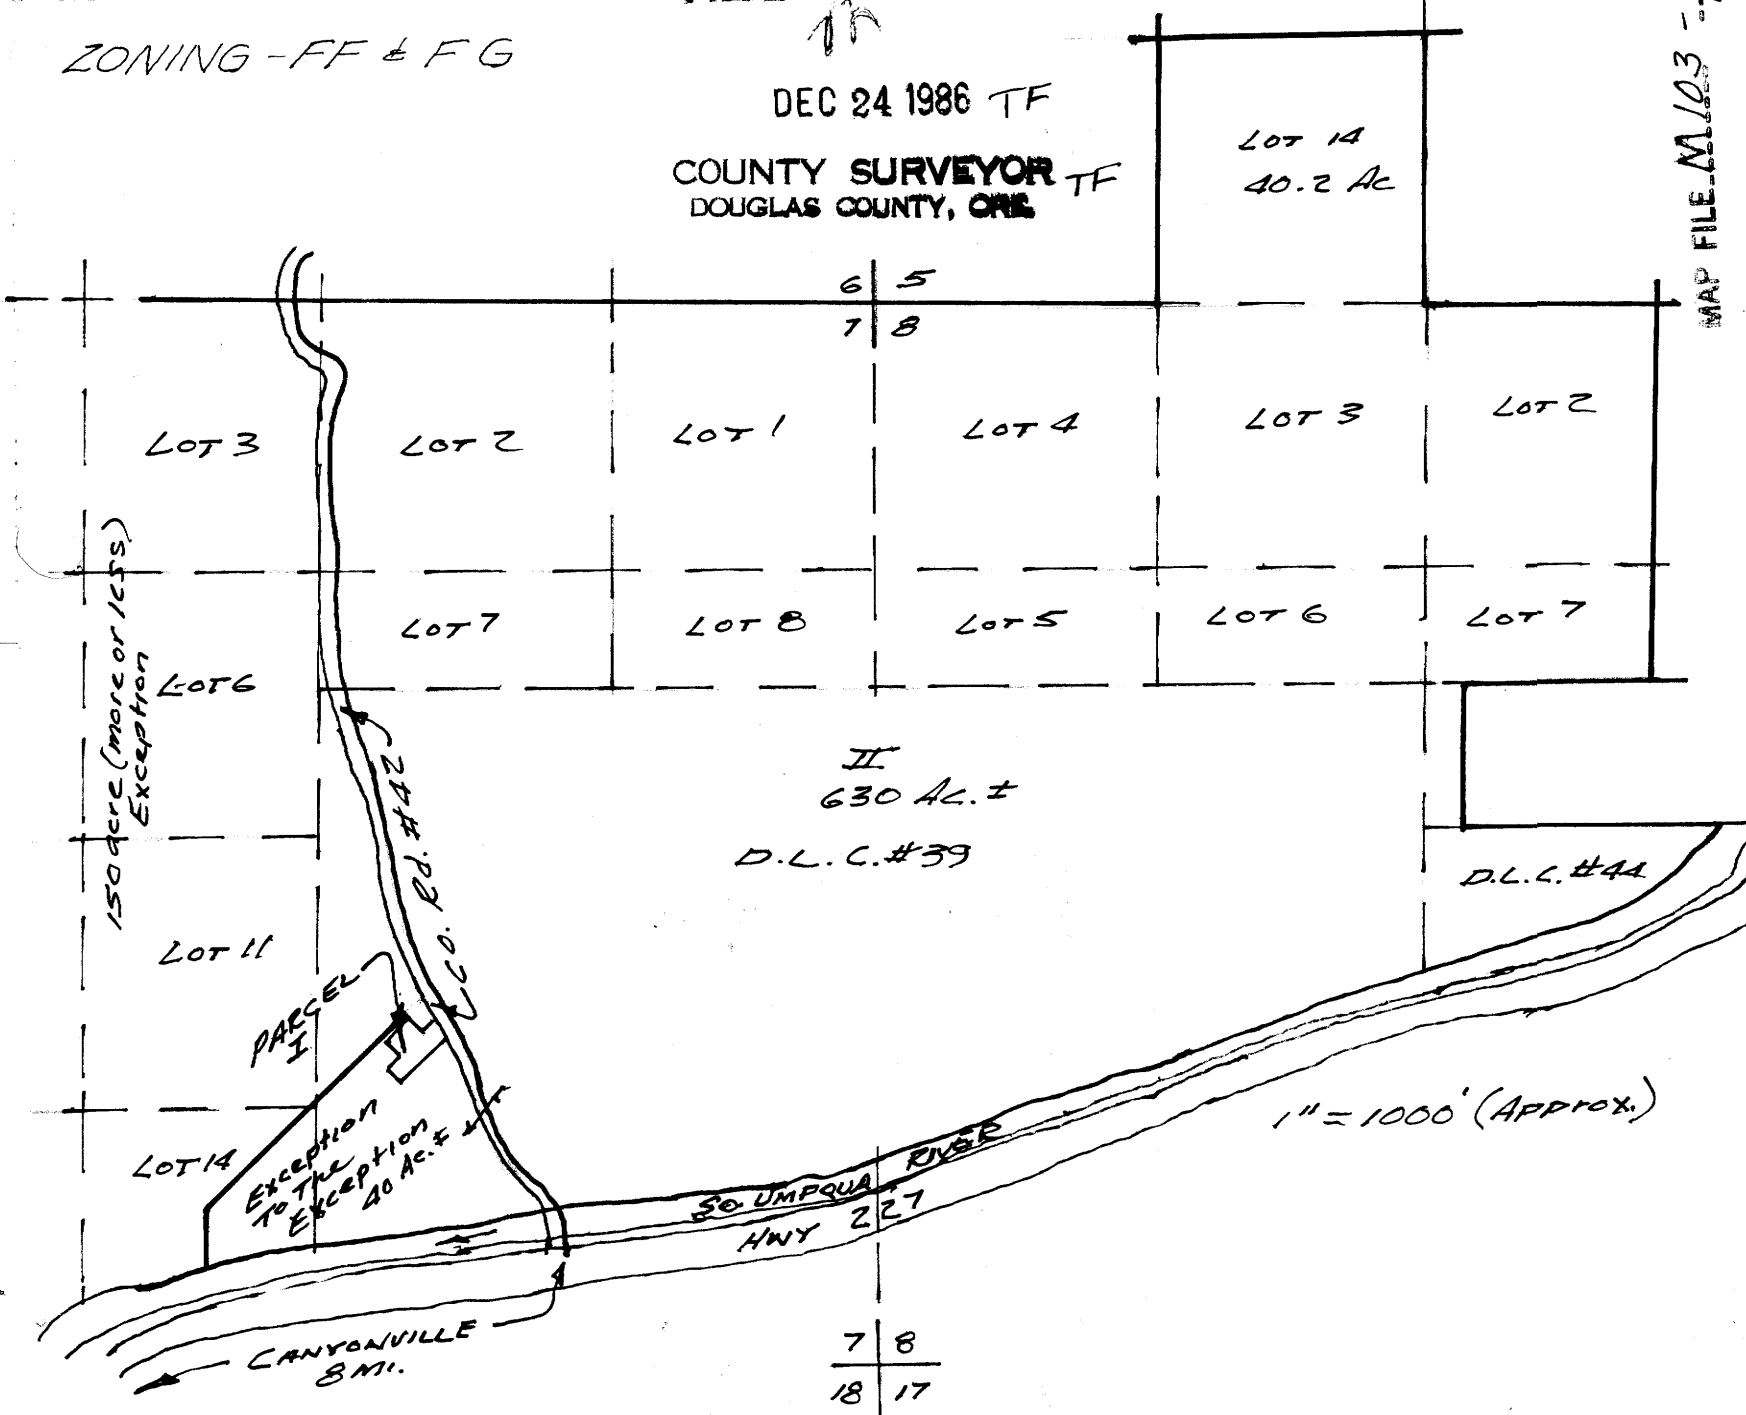 ZONING - FF & FG
DEC 24 1986 TF
COUNTY SURVEYOR TF
DOUGLAS COUNTY, ORE.
MAP FILE M103
LOT 14
40.2 Ac
6 5
7 8
LOT 3
LOT 2
LOT 1
LOT 4
LOT 3
LOT 2
150 acre (more or less)
Exception
LOT 6
LOT 7
LOT 8
LOT 5
LOT 6
LOT 7
II
630 Ac. ±
D.L.C. #39
Co. Rd. #42
D.L.C. #44
LOT 11
PARCEL
I
LOT 14
Exception
To The
Exception
40 Ac. ±
1" = 1000' (Approx.)
So. UMPQUA RIVER
HWY 227
CANYONVILLE
8 MI.
7 8
18 17